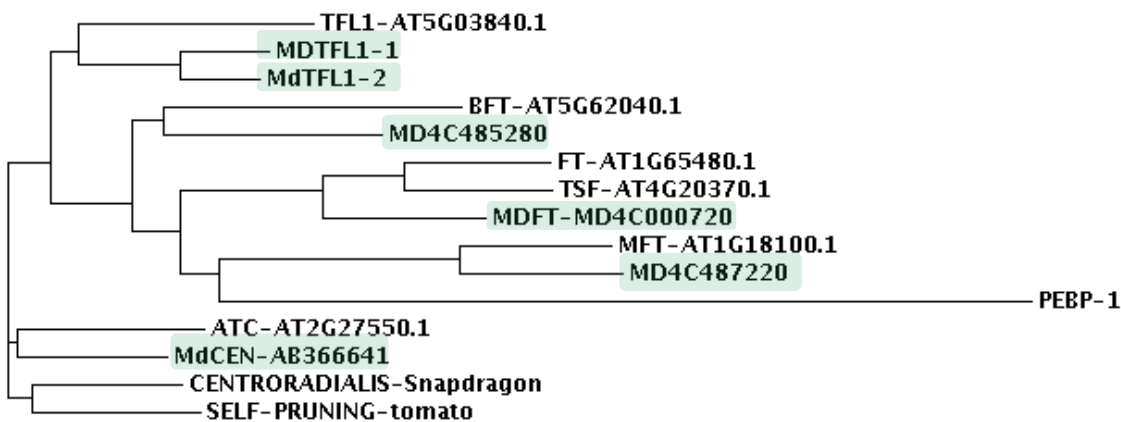 TFL1-AT5G03840.1
MDTFL1-1
MdTFL1-2
BFT-AT5G62040.1
MD4C485280
FT-AT1G65480.1
TSF-AT4G20370.1
MDFT-MD4C000720
MFT-AT1G18100.1
MD4C487220
PEBP-1
ATC-AT2G27550.1
MdCEN-AB366641
CENTRORADIALIS-Snapdragon
SELF-PRUNING-tomato